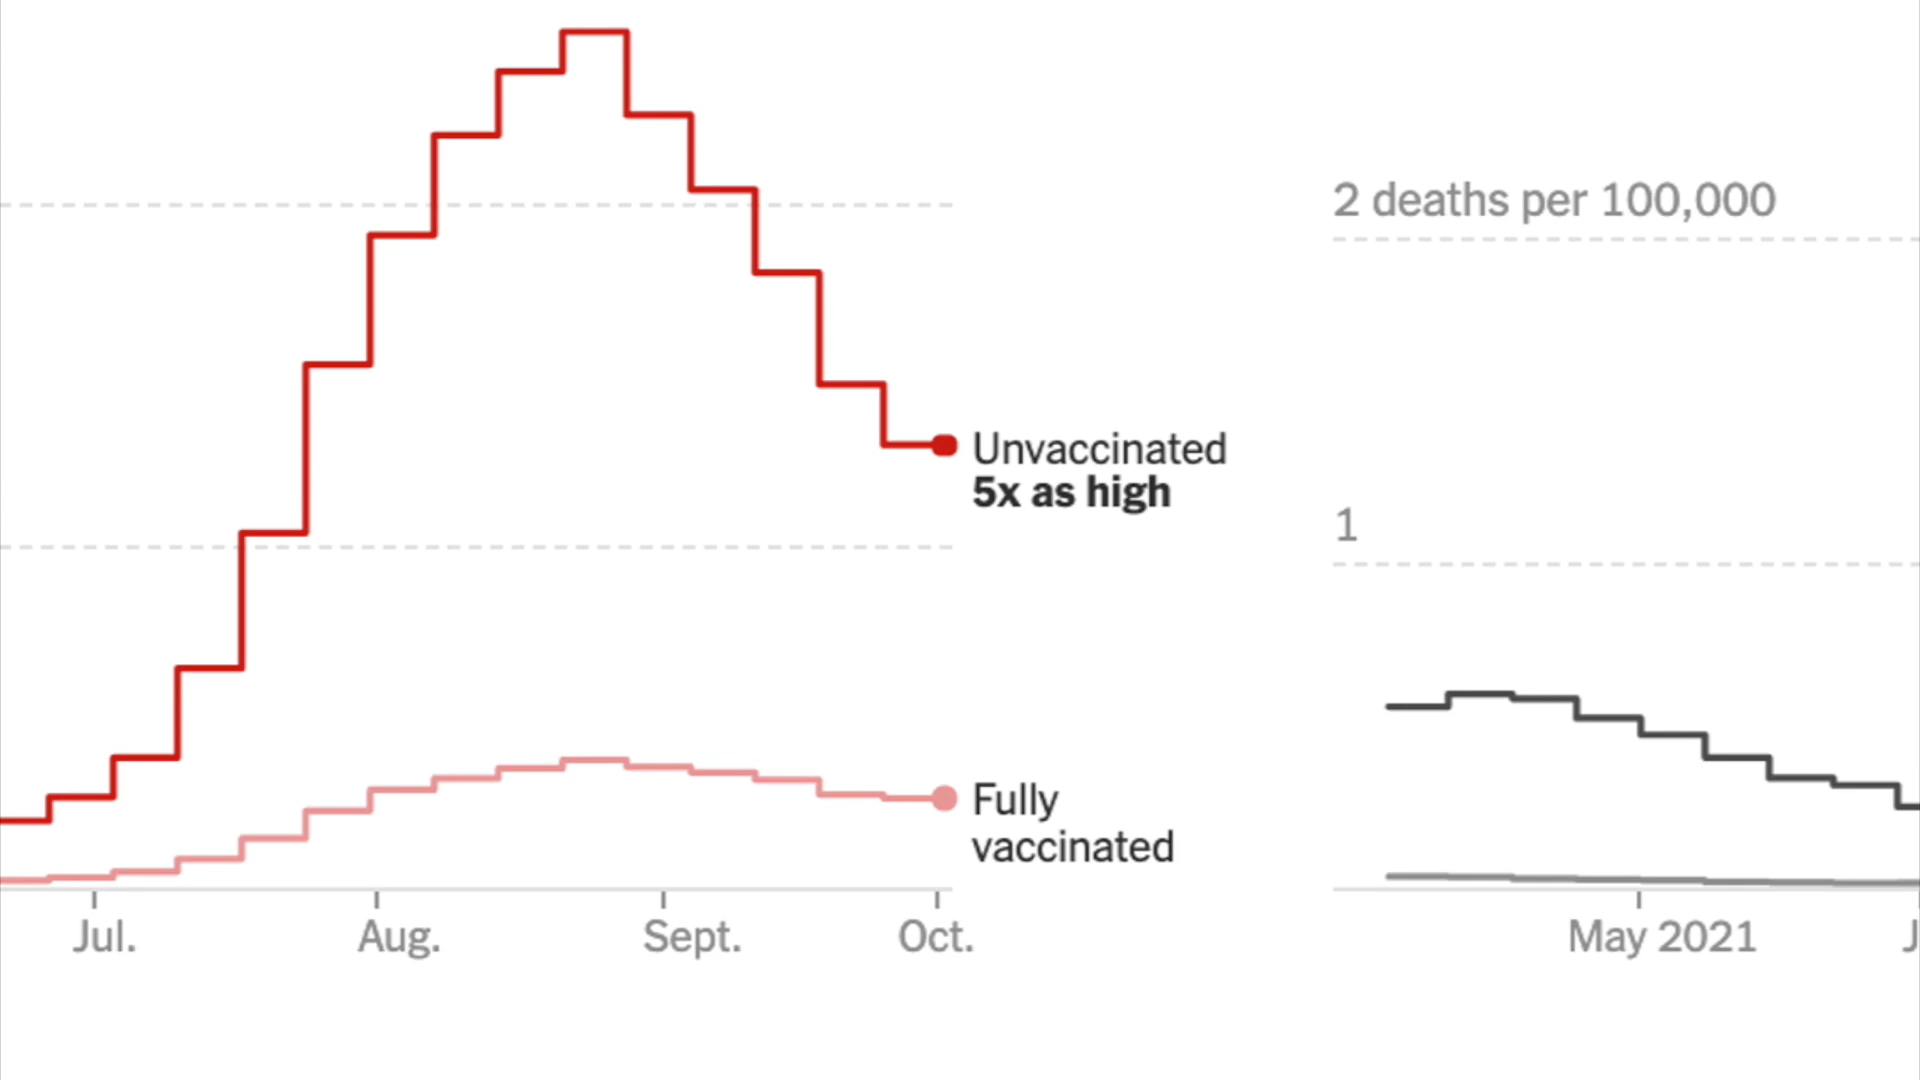 Unvaccinated
5x as high
Fully
vaccinated
Jul.
Aug.
Sept.
Oct.
2 deaths per 100,000
1
May 2021
J